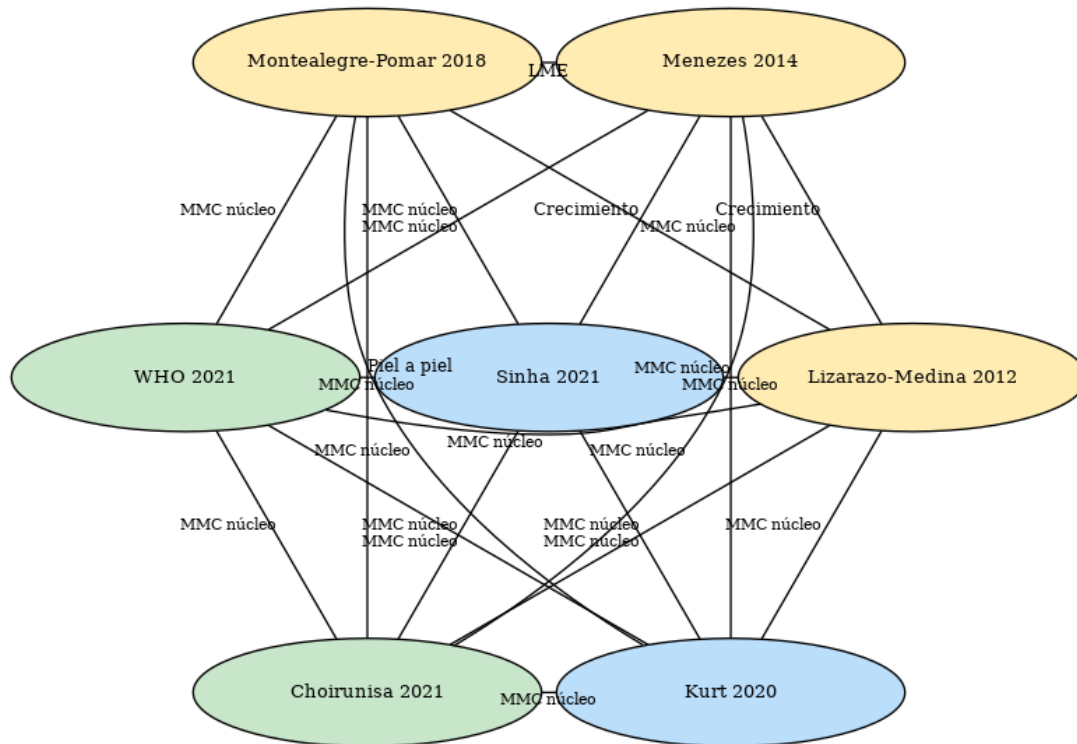 Montealegre-Pomar 2018
LME
Menezes 2014
MMC núcleo
MMC núcleo
MMC núcleo
Crecimiento
MMC núcleo
Crecimiento
WHO 2021
Piel a piel
MMC núcleo
Sinha 2021
MMC núcleo
MMC núcleo
Lizarazo-Medina 2012
MMC núcleo
MMC núcleo
MMC núcleo
MMC núcleo
MMC núcleo
MMC núcleo
MMC núcleo
MMC núcleo
MMC núcleo
Choirunisa 2021
MMC núcleo
Kurt 2020